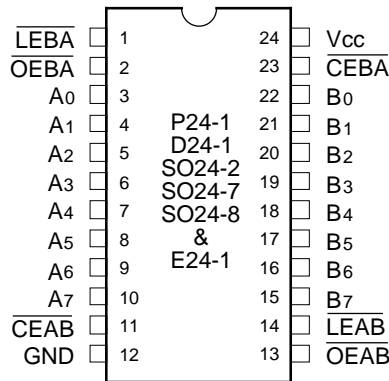 LEBA 1 24 Vcc
OEBA 2 23 CEBA
A0 3 22 B0
A1 4 P24-1 21 B1
A2 5 D24-1 20 B2
A3 6 SO24-2 19 B3
A4 7 SO24-7 18 B4
A5 8 SO24-8 17 B5
A6 9 & 16 B6
A7 10 E24-1 15 B7
CEAB 11 14 LEAB
GND 12 13 OEAB